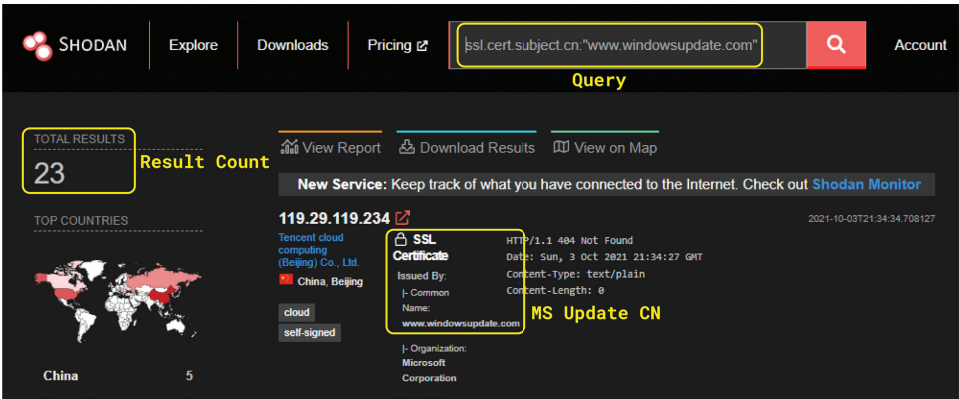 SHODAN Explore Downloads Pricing ssl.cert.subject.cn:"www.windowsupdate.com" Account
Query
TOTAL RESULTS
23
Result Count
View Report Download Results View on Map
New Service: Keep track of what you have connected to the Internet. Check out Shodan Monitor
TOP COUNTRIES
China 5
119.29.119.234 2021-10-03T21:34:34.708127
Tencent cloud
computing
(Beijing) Co., Ltd.
China, Beijing
cloud
self-signed
SSL
Certificate
Issued By:
|- Common
Name:
www.windowsupdate.com
|- Organization:
Microsoft
Corporation
MS Update CN
HTTP/1.1 404 Not Found
Date: Sun, 3 Oct 2021 21:34:27 GMT
Content-Type: text/plain
Content-Length: 0